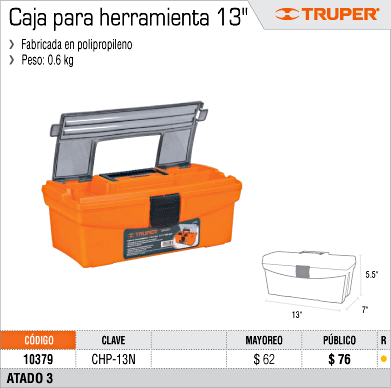 Caja para herramienta 13"
TRUPER®
❯ Fabricada en polipropileno
❯ Peso: 0.6 kg
TRUPER
5.5"
7"
13"
CÓDIGO CLAVE MAYOREO PÚBLICO R
10379 CHP-13N $ 62 $ 76
ATADO 3